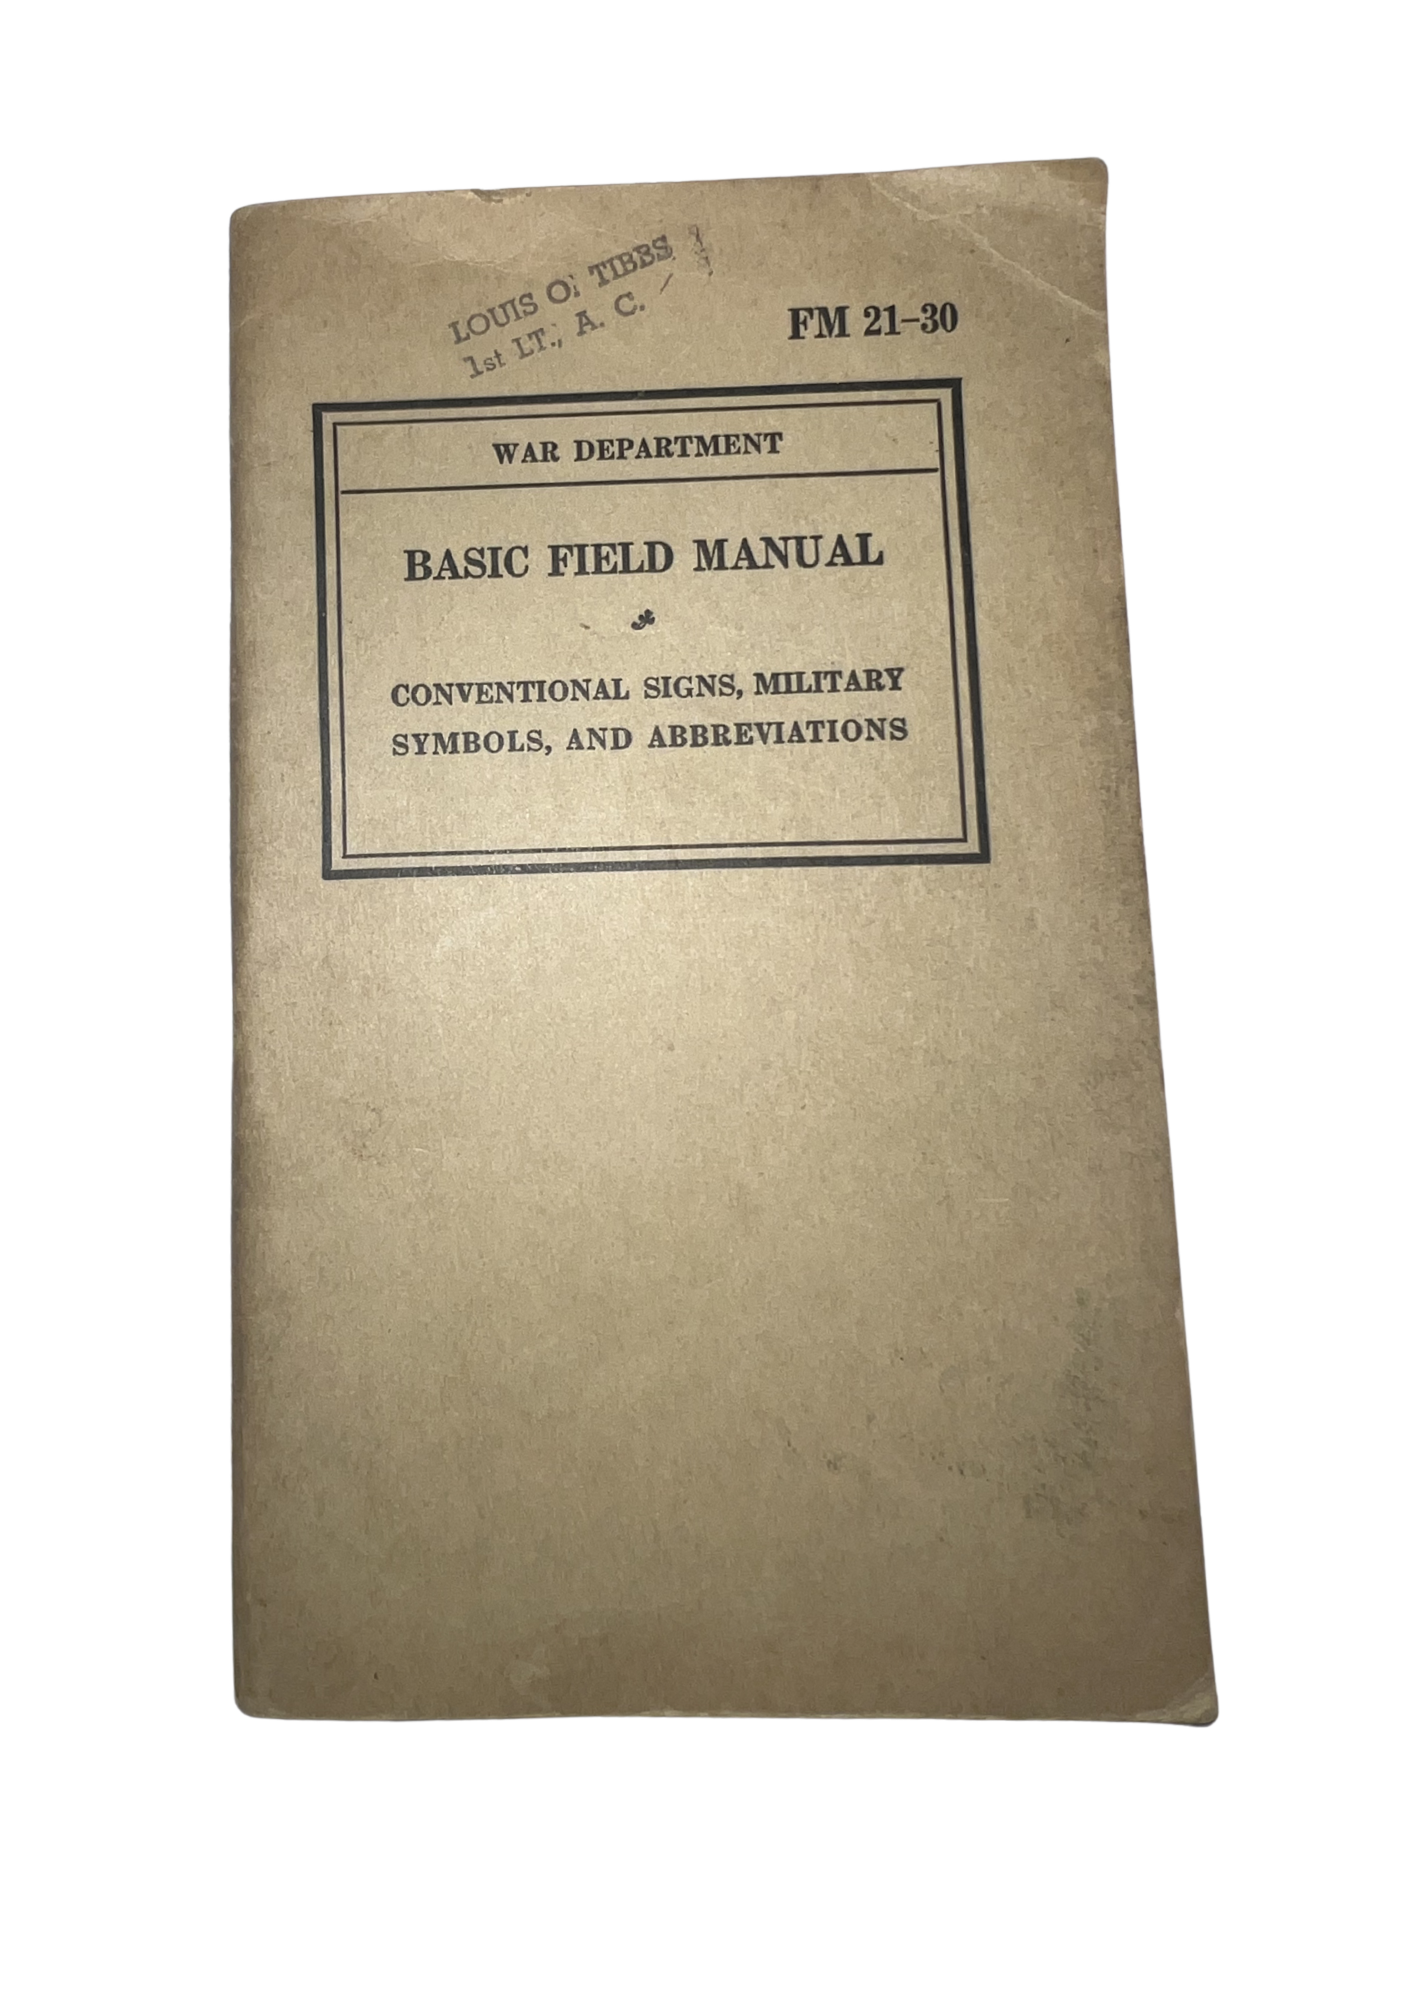 LOUIS O. TIBBS
1st LT., A. C.
FM 21–30
WAR DEPARTMENT
BASIC FIELD MANUAL
CONVENTIONAL SIGNS, MILITARY
SYMBOLS, AND ABBREVIATIONS